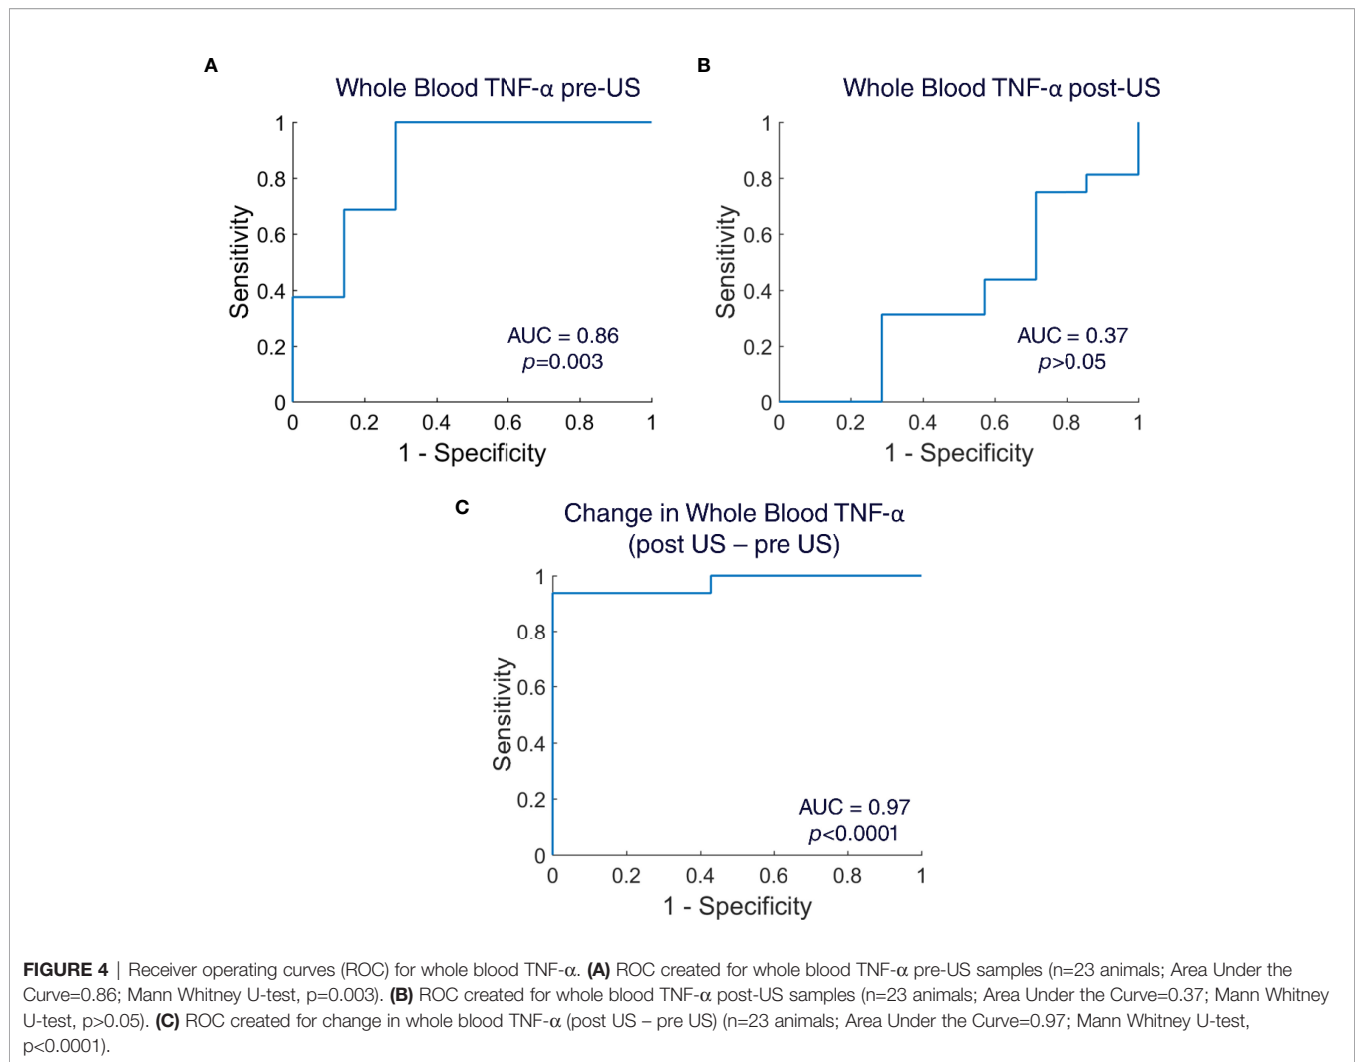 A
Whole Blood TNF-α pre-US
1
0.8
0.6
0.4
0.2
0
Sensitivity
AUC = 0.86
p=0.003
0 0.2 0.4 0.6 0.8 1
1 - Specificity
B
Whole Blood TNF-α post-US
1
0.8
0.6
0.4
0.2
0
Sensitivity
AUC = 0.37
p>0.05
0 0.2 0.4 0.6 0.8 1
1 - Specificity
C
Change in Whole Blood TNF-α
(post US – pre US)
1
0.8
0.6
0.4
0.2
0
Sensitivity
AUC = 0.97
p<0.0001
0 0.2 0.4 0.6 0.8 1
1 - Specificity
FIGURE 4 | Receiver operating curves (ROC) for whole blood TNF-α. (A) ROC created for whole blood TNF-α pre-US samples (n=23 animals; Area Under the
Curve=0.86; Mann Whitney U-test, p=0.003). (B) ROC created for whole blood TNF-α post-US samples (n=23 animals; Area Under the Curve=0.37; Mann Whitney
U-test, p>0.05). (C) ROC created for change in whole blood TNF-α (post US – pre US) (n=23 animals; Area Under the Curve=0.97; Mann Whitney U-test,
p<0.0001).